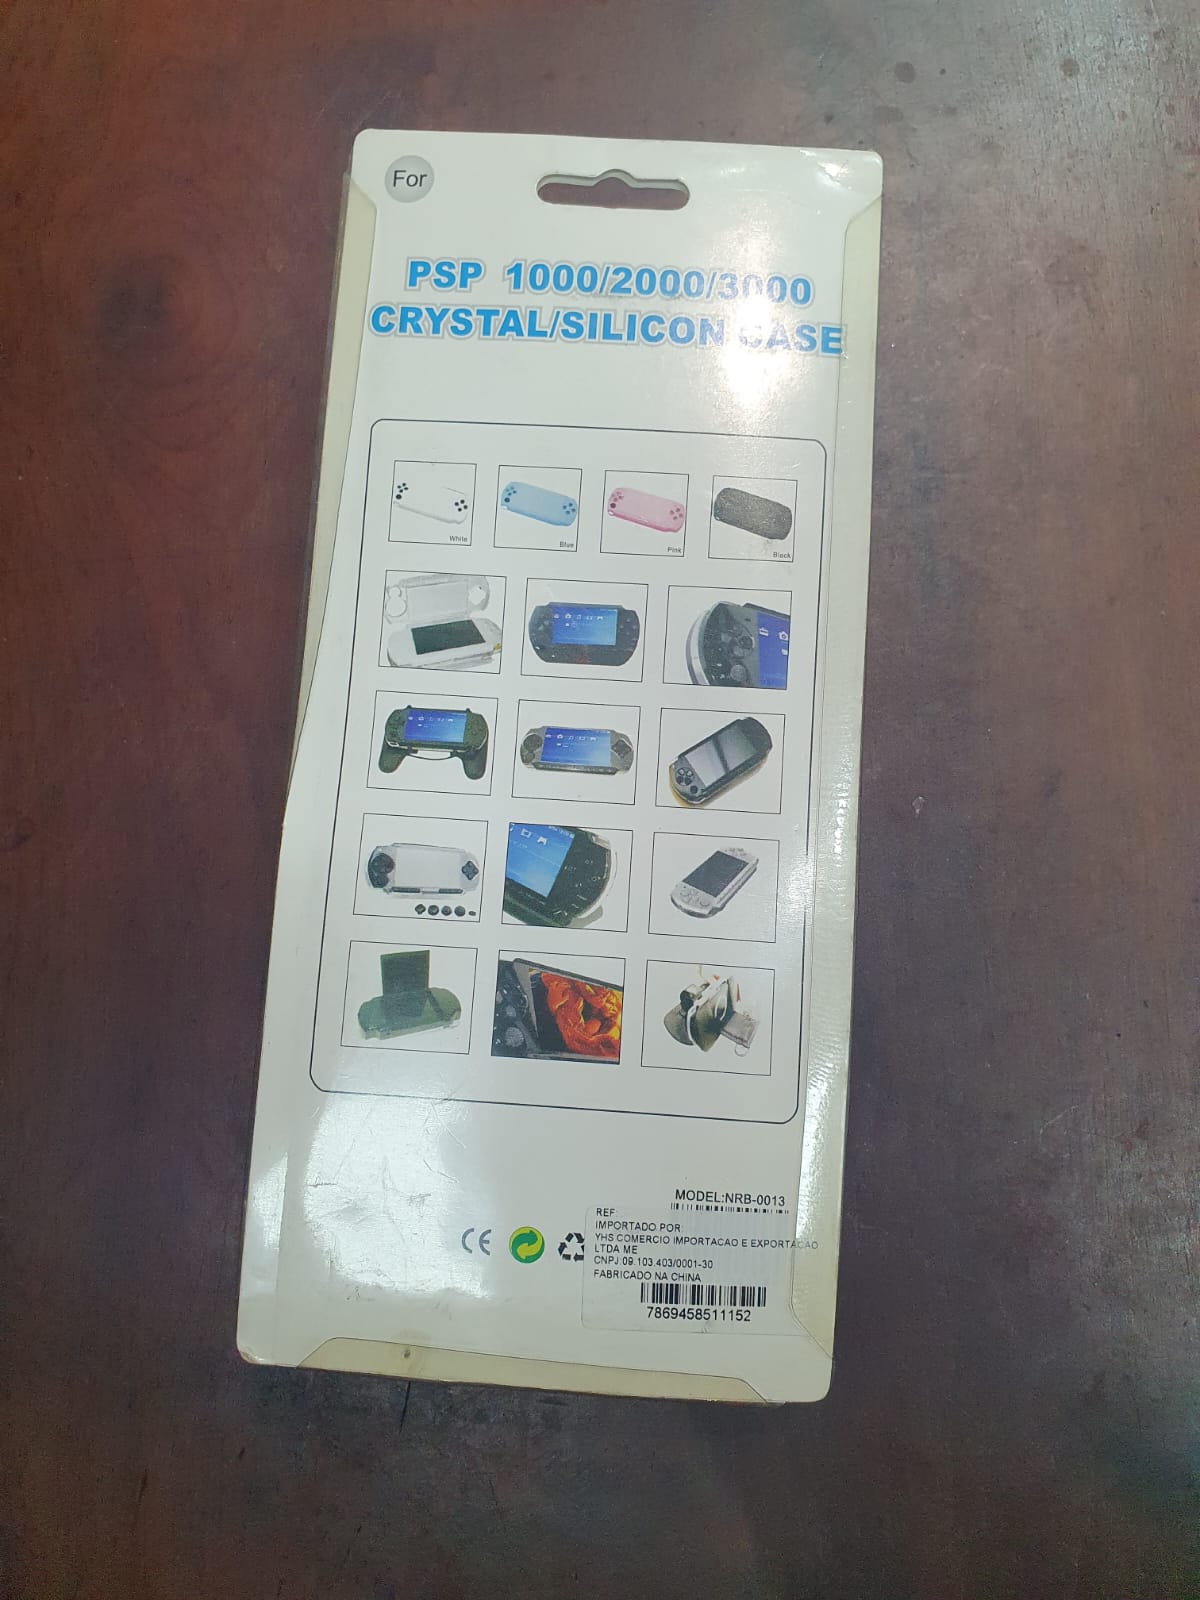 For
PSP 1000/2000/3000
CRYSTAL/SILICON CASE
White
Blue
Pink
Black
MODEL:NRB-0013
CE
REF:
IMPORTADO POR:
YHS COMERCIO IMPORTACAO E EXPORTACAO
LTDA ME
CNPJ:09.103.403/0001-30
FABRICADO NA CHINA
7869458511152